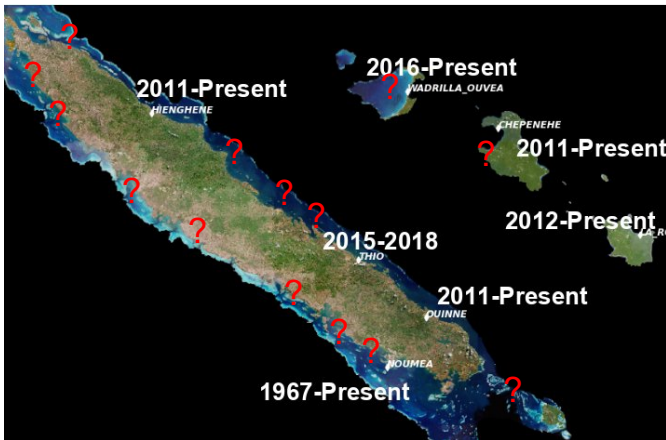 ?
?
?
2016-Present
?
WADRILLA_OUVEA
2011-Present
HIENGHENE
CHEPENEHE
2011-Present
?
?
?
?
?
?
2012-Present
2015-2018
THIO
?
2011-Present
OUINNE
?
?
?
NOUMEA
1967-Present
?